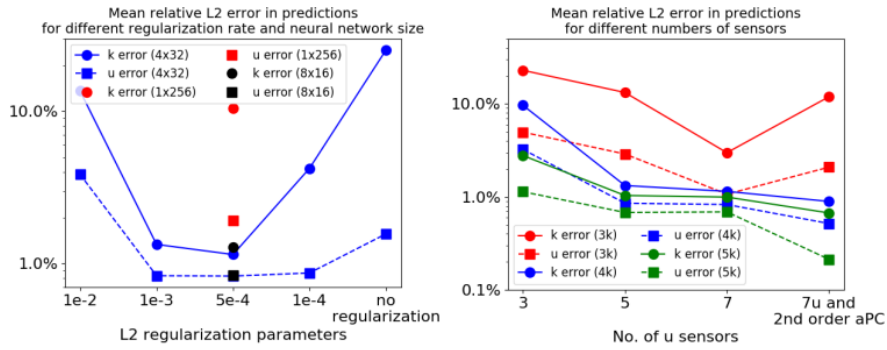 Mean relative L2 error in predictions
for different regularization rate and neural network size
k error (4x32)
u error (4x32)
k error (1x256)
u error (1x256)
k error (8x16)
u error (8x16)
10.0%
1.0%
1e-2
1e-3
5e-4
1e-4
no
regularization
L2 regularization parameters
Mean relative L2 error in predictions
for different numbers of sensors
10.0%
1.0%
0.1%
k error (3k)
u error (3k)
k error (4k)
u error (4k)
k error (5k)
u error (5k)
3
5
7
7u and
2nd order aPC
No. of u sensors